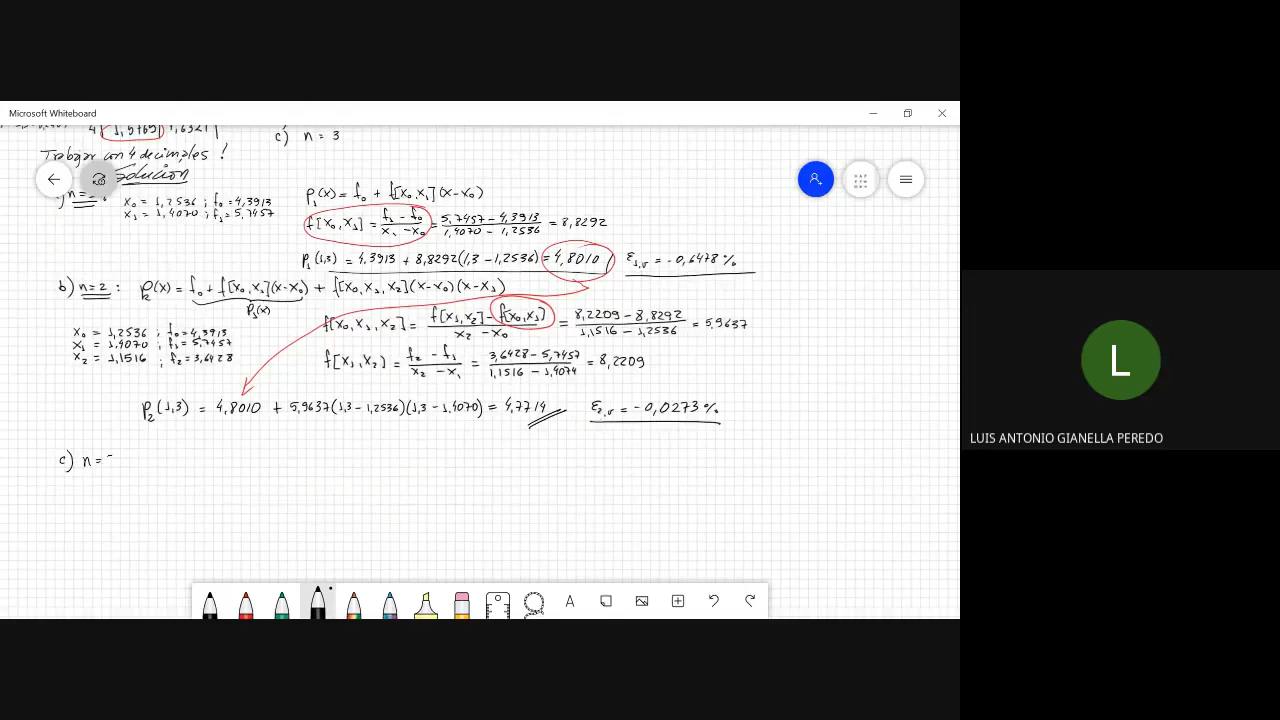 Microsoft Whiteboard
4 | 1,5769 | 7,6321 |
c) n = 3
Trabajar con 4 decimales !
Solución
n=1 :
x₀ = 1,2536 ; f₀ = 4,3913
x₁ = 1,4070 ; f₁ = 5,7457
P₁(x) = f₀ + f[x₀,x₁](x-x₀)
f[x₀,x₁] = (f₁ - f₀)/(x₁ - x₀) = (5,7457 - 4,3913)/(1,4070 - 1,2536) = 8,8292
P₁(1,3) = 4,3913 + 8,8292(1,3 - 1,2536) = 4,8010 // ε₁,ᵥ = -0,6478 %
b) n=2 : P₂(x) = f₀ + f[x₀,x₁](x-x₀) + f[x₀,x₁,x₂](x-x₀)(x-x₁)
P₁(x)
x₀ = 1,2536 ; f₀ = 4,3913
x₁ = 1,4070 ; f₁ = 5,7457
x₂ = 1,1516 ; f₂ = 3,6428
f[x₀,x₁,x₂] = (f[x₁,x₂] - f[x₀,x₁])/(x₂ - x₀) = (8,2209 - 8,8292)/(1,1516 - 1,2536) = 5,9637
f[x₁,x₂] = (f₂ - f₁)/(x₂ - x₁) = (3,6428 - 5,7457)/(1,1516 - 1,4074) = 8,2209
P₂(1,3) = 4,8010 + 5,9637(1,3 - 1,2536)(1,3 - 1,4070) = 4,7714 // ε₂,ᵥ = -0,0273 %
c) n = -
L
LUIS ANTONIO GIANELLA PEREDO